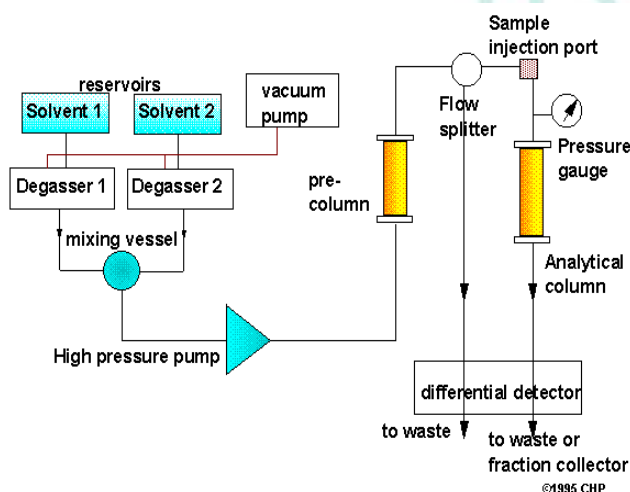 Sample
injection port
reservoirs
Solvent 1
Solvent 2
vacuum
pump
Flow
splitter
Pressure
gauge
Degasser 1
Degasser 2
pre-
column
mixing vessel
Analytical
column
High pressure pump
differential detector
to waste
to waste or
fraction collector
©1995 CHP